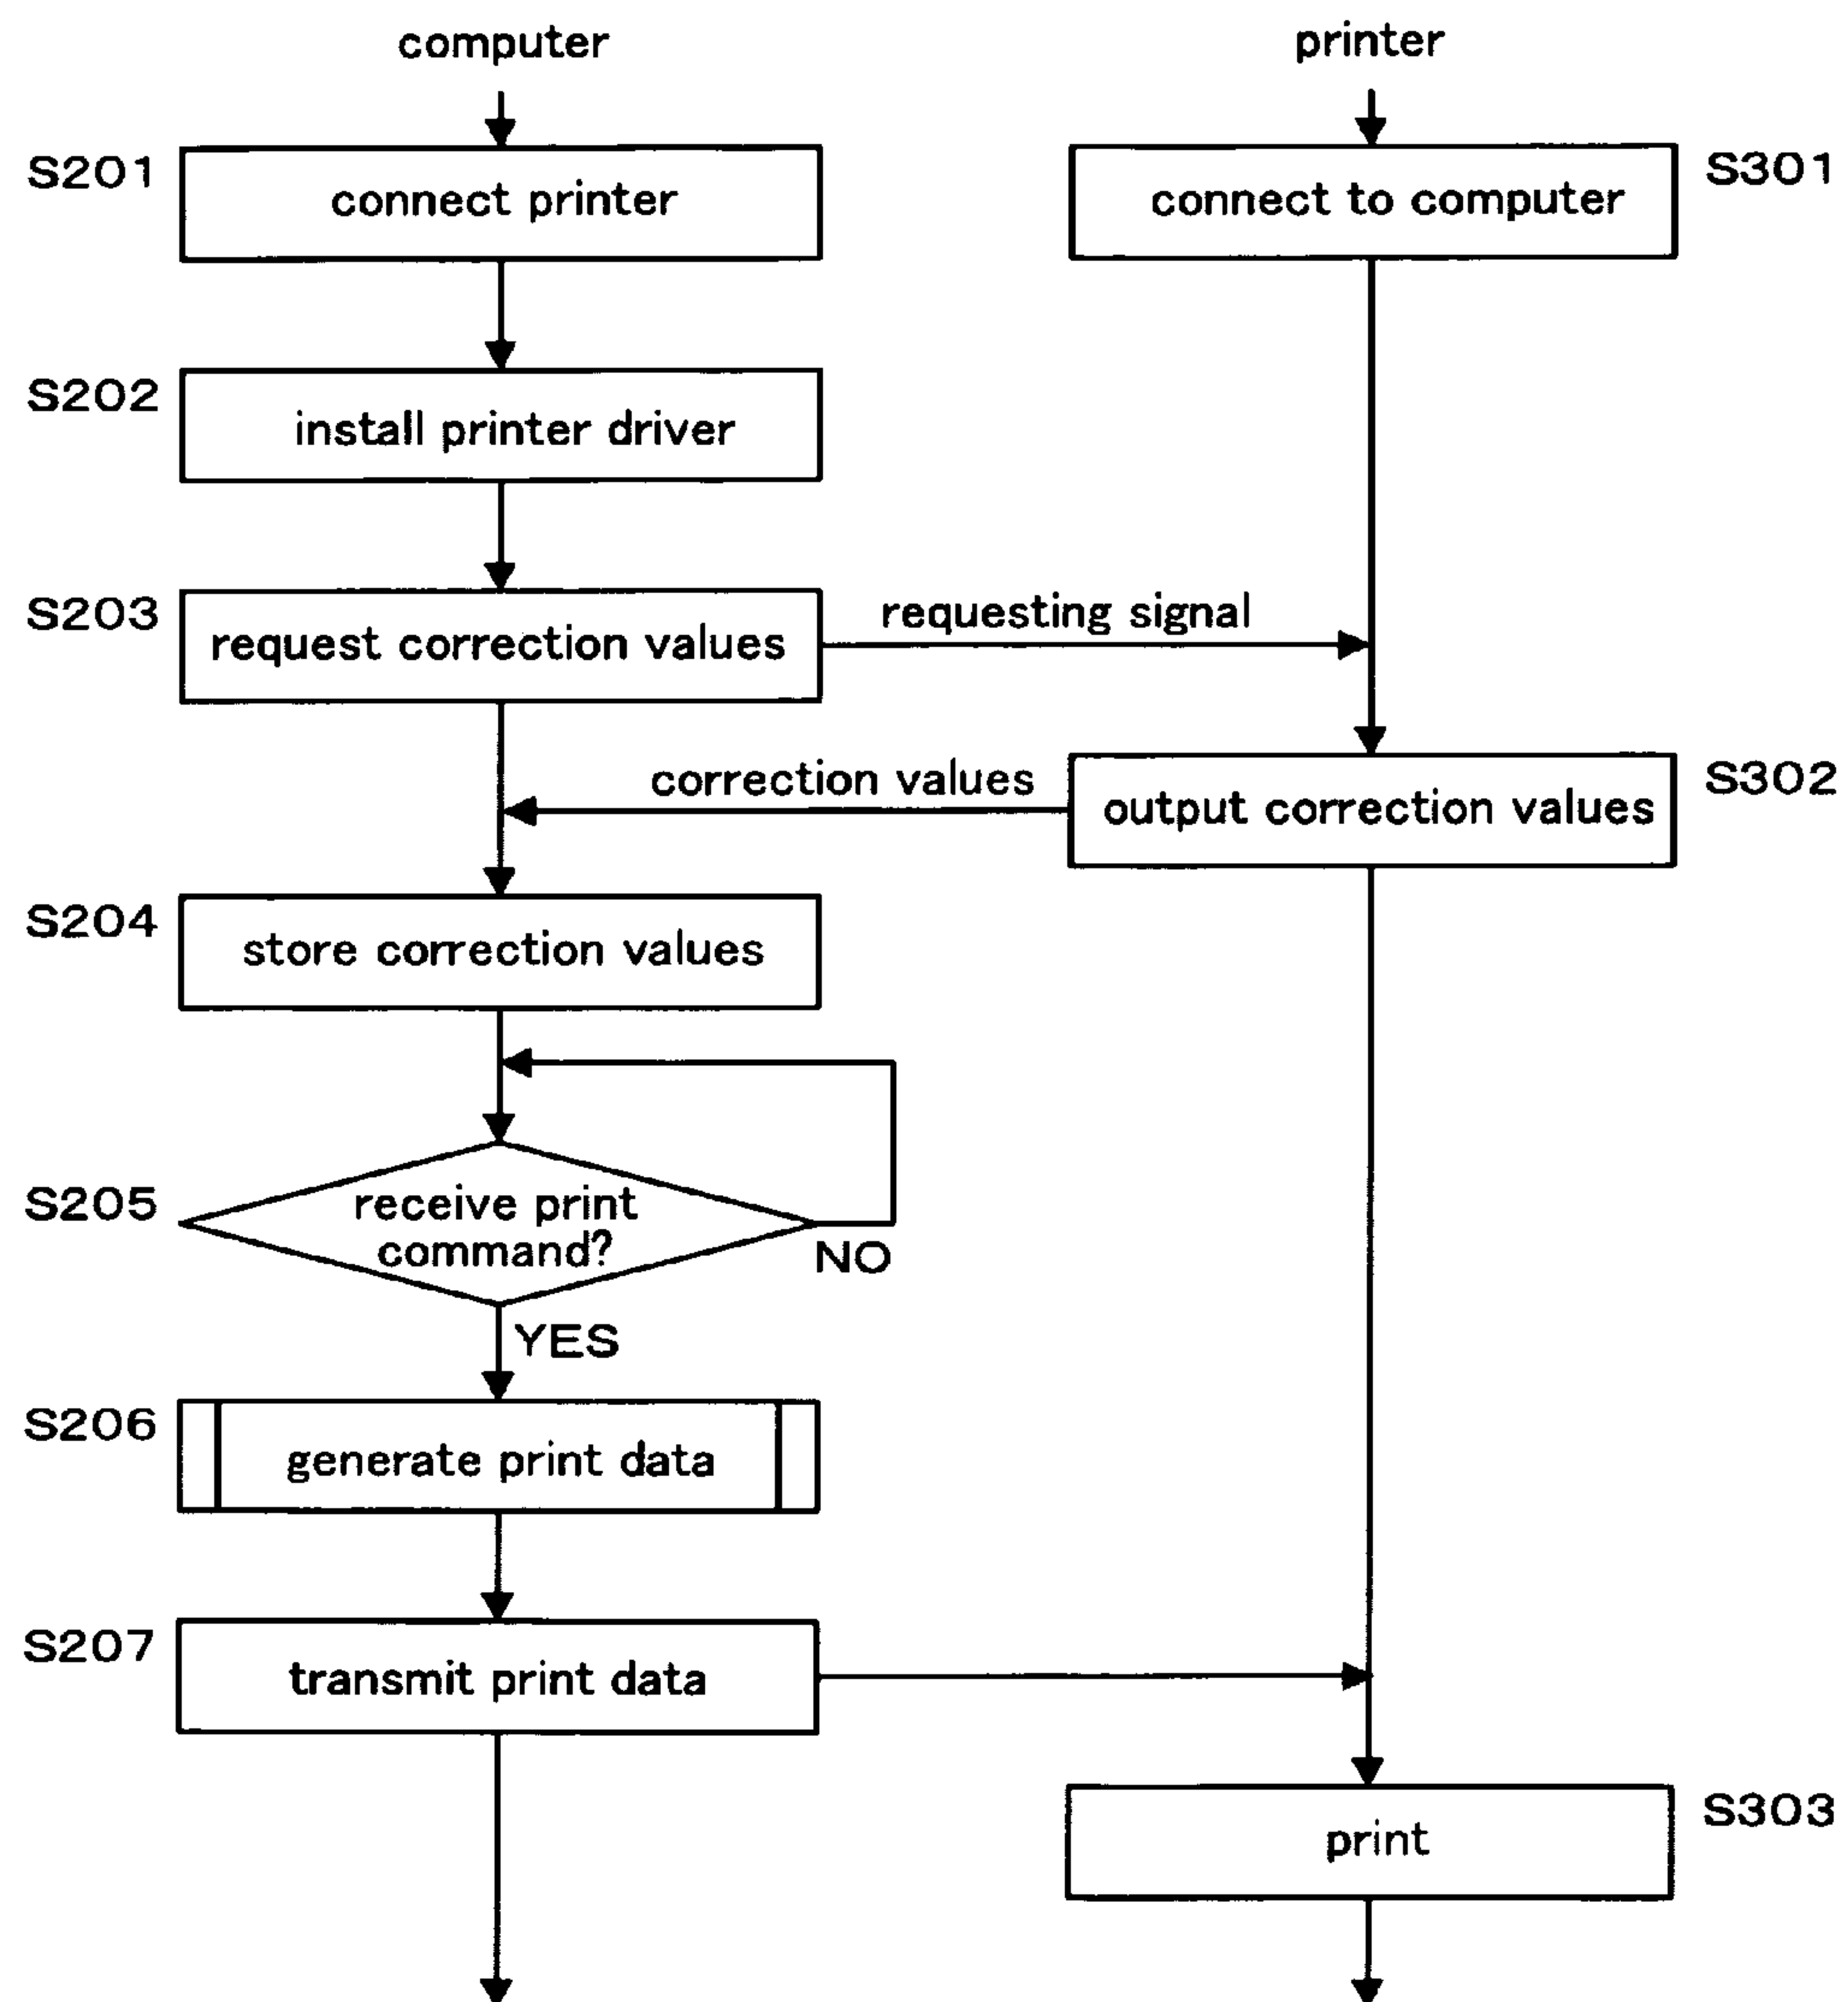 computer
printer
S201
connect printer
connect to computer
S301
S202
install printer driver
S203
request correction values
requesting signal
correction values
output correction values
S302
S204
store correction values
S205
receive print
command?
NO
YES
S206
generate print data
S207
transmit print data
print
S303